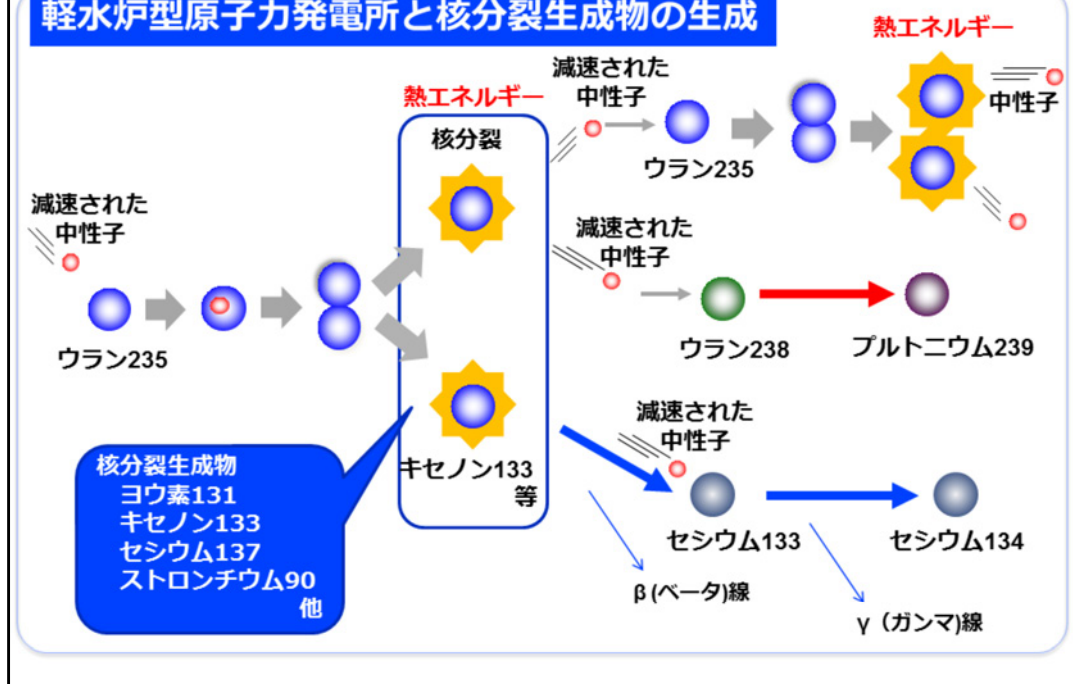 軽水炉型原子力発電所と核分裂生成物の生成
熱エネルギー
減速された
中性子
中性子
ウラン235
熱エネルギー
核分裂
減速された
中性子
ウラン235
減速された
中性子
ウラン238
プルトニウム239
核分裂生成物
ヨウ素131
キセノン133
セシウム137
ストロンチウム90
他
キセノン133
等
減速された
中性子
セシウム133
セシウム134
β(ベータ)線
γ（ガンマ)線